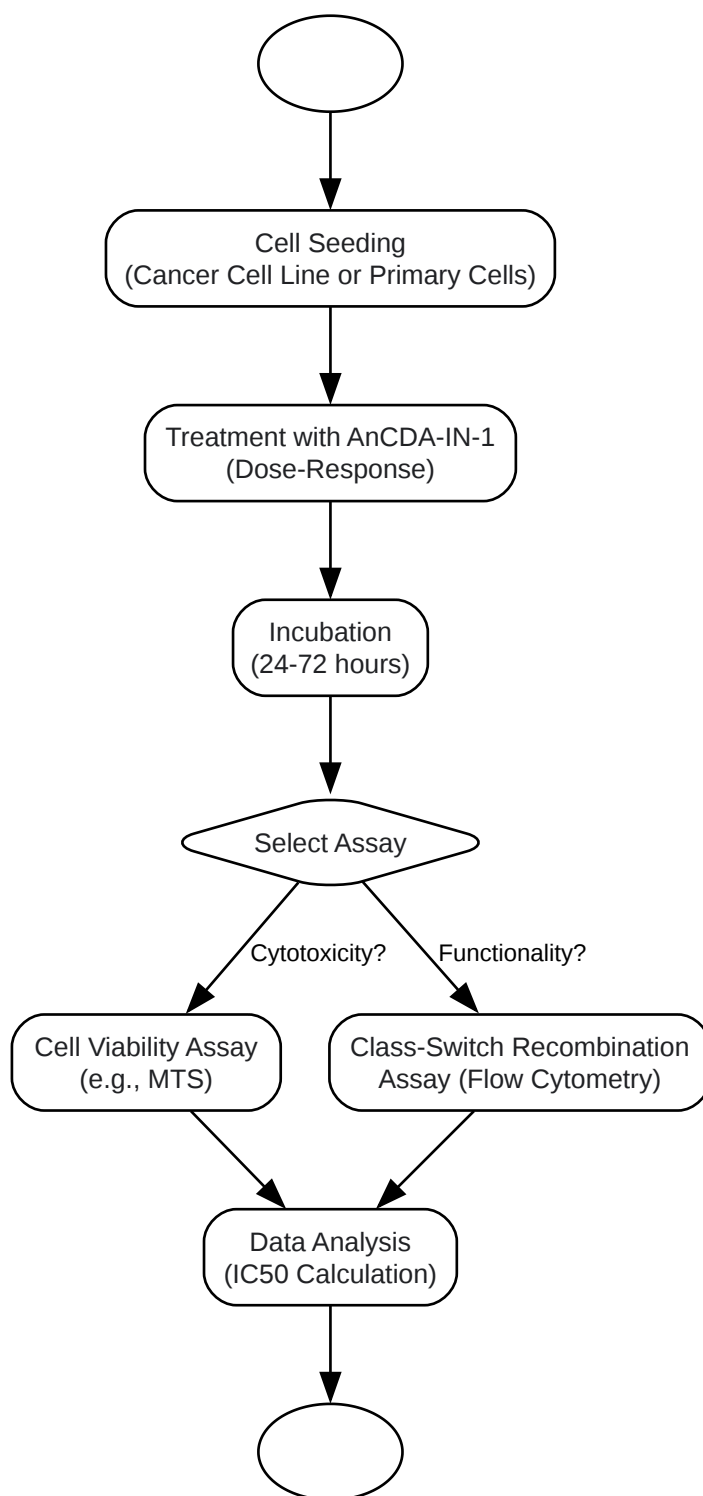 Cell Seeding
(Cancer Cell Line or Primary Cells)
Treatment with AnCDA-IN-1
(Dose-Response)
Incubation
(24-72 hours)
Select Assay
Cytotoxicity?
Functionality?
Cell Viability Assay
(e.g., MTS)
Class-Switch Recombination
Assay (Flow Cytometry)
Data Analysis
(IC50 Calculation)